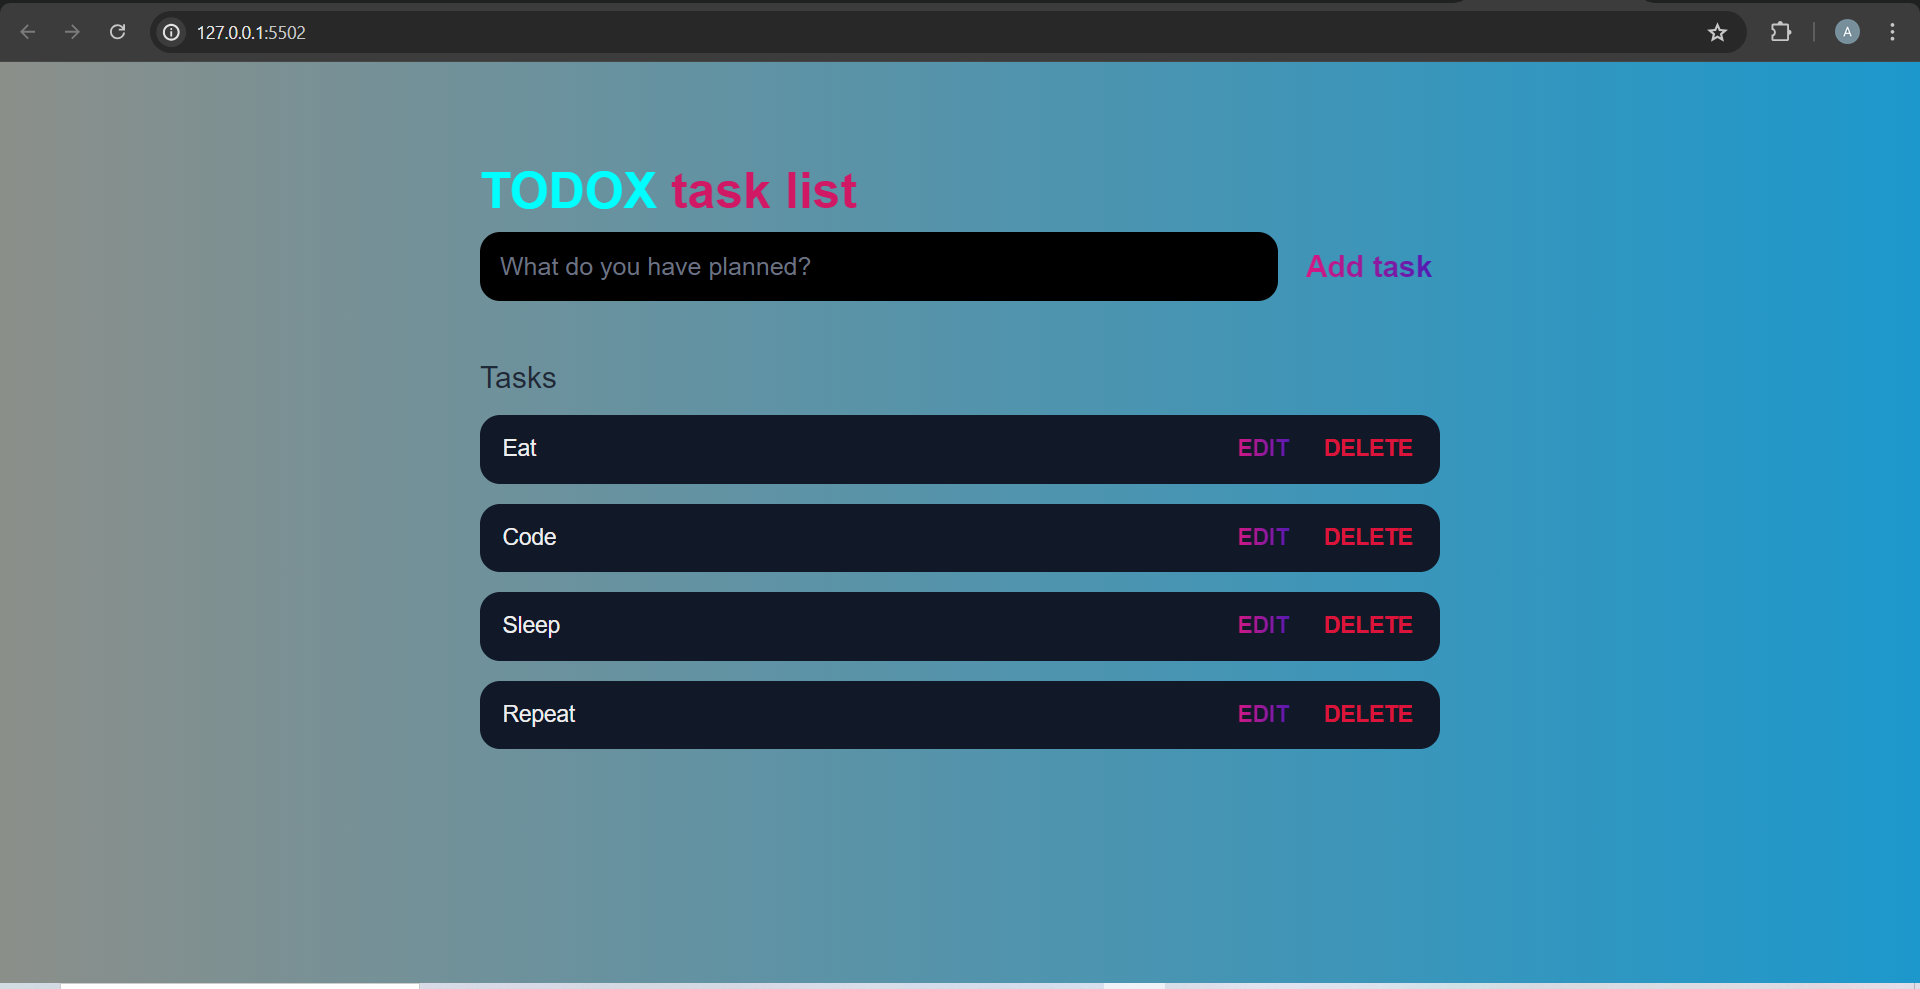 127.0.0.1:5502
A
TODOX task list
What do you have planned?
Add task
Tasks
Eat EDIT DELETE
Code EDIT DELETE
Sleep EDIT DELETE
Repeat EDIT DELETE